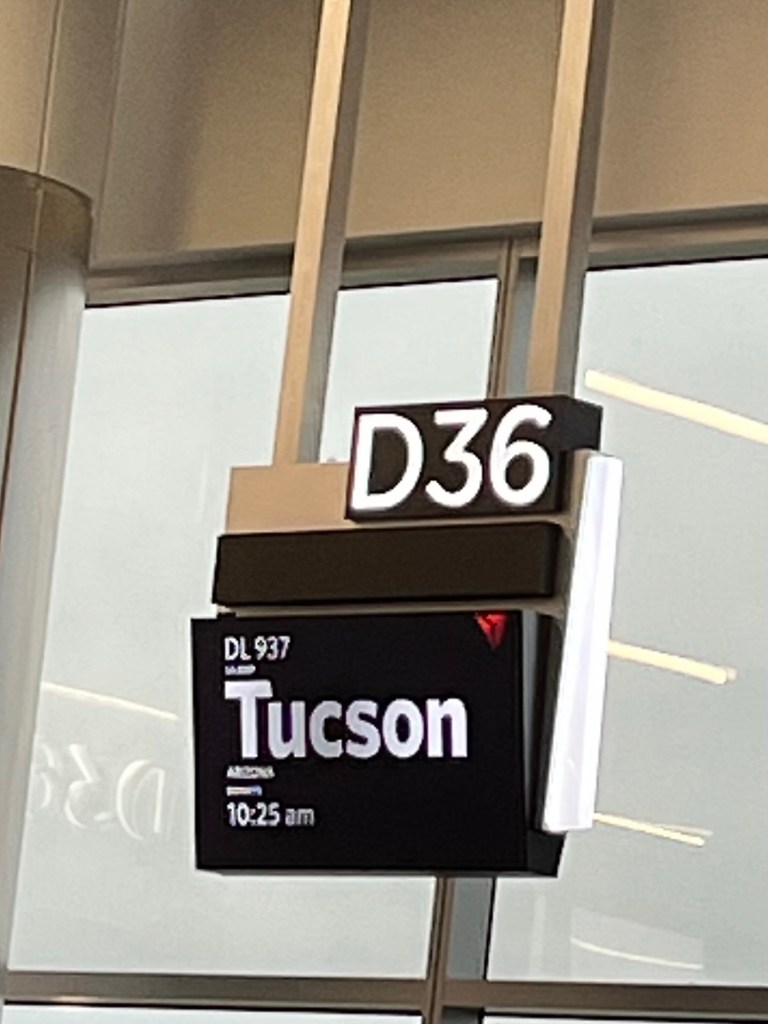 D36
DL 937
Tucson
ARIZONA
10:25 am